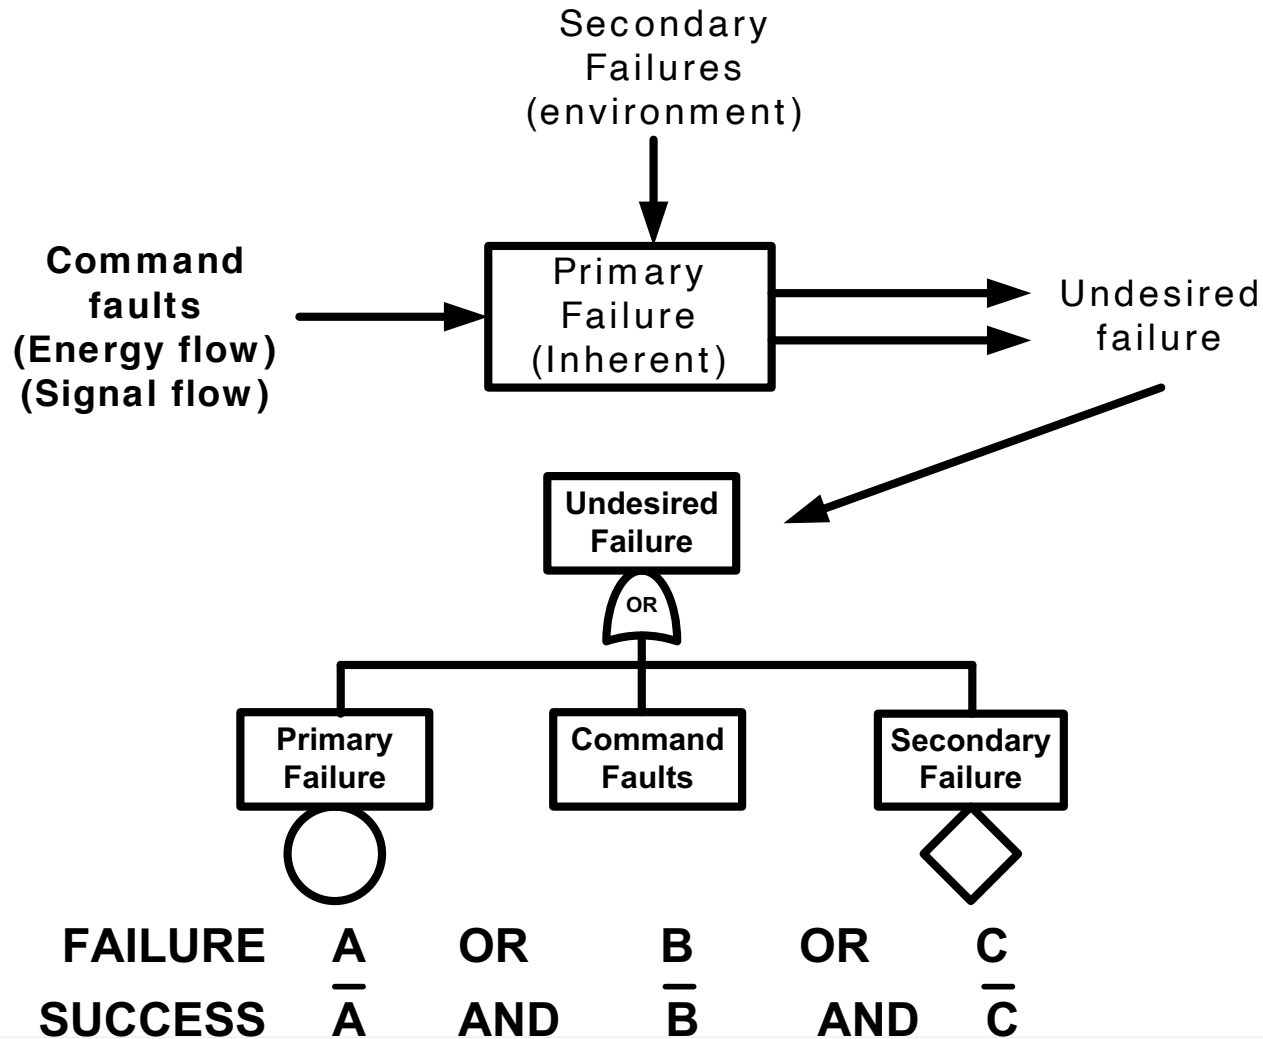 Secondary
Failures
(environment)
Command
faults
(Energy flow)
(Signal flow)
Primary
Failure
(Inherent)
Undesired
failure
Undesired
Failure
OR
Primary
Failure
Command
Faults
Secondary
Failure
FAILURE A OR B OR C
SUCCESS A̅ AND B̅ AND C̅